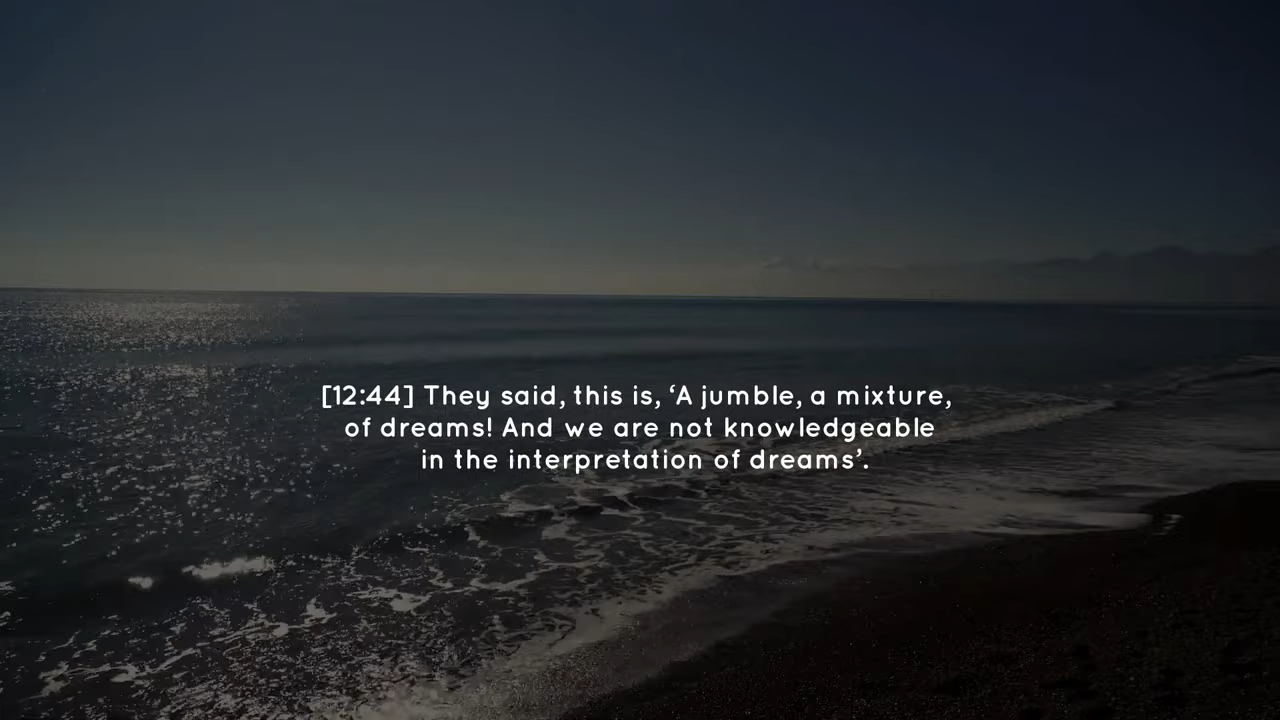 [12:44] They said, this is, ‘A jumble, a mixture,
of dreams! And we are not knowledgeable
in the interpretation of dreams’.